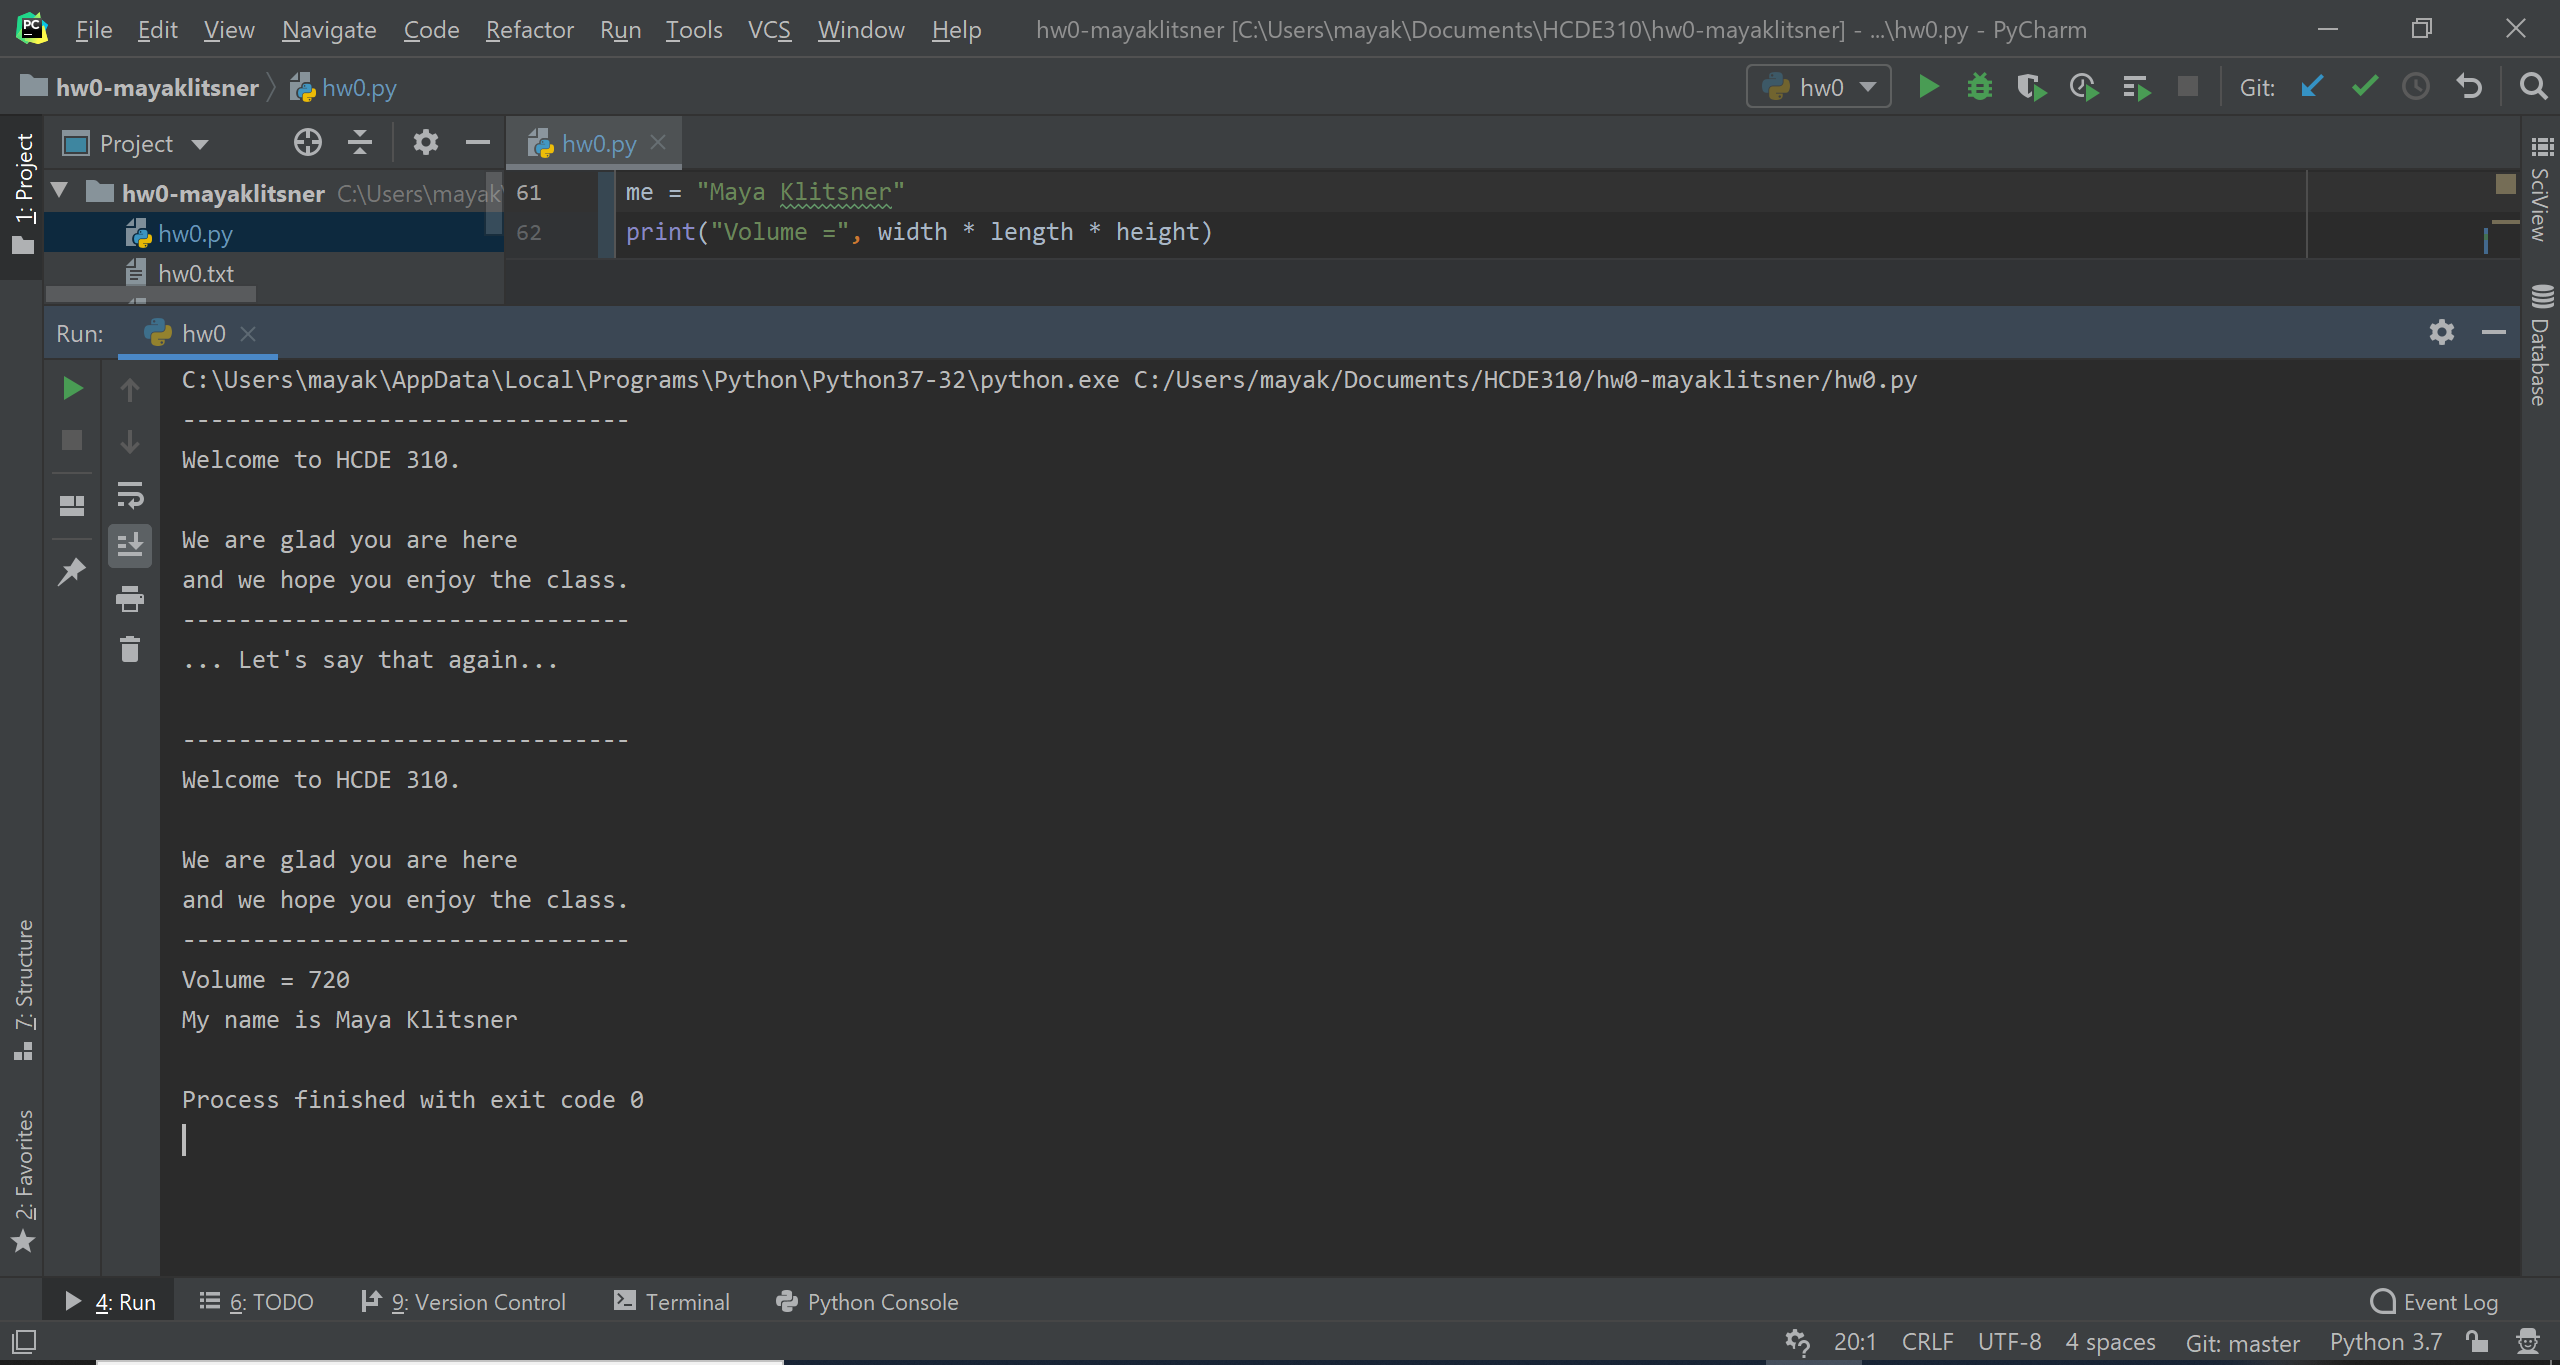 File Edit View Navigate Code Refactor Run Tools VCS Window Help hw0-mayaklitsner [C:\Users\mayak\Documents\HCDE310\hw0-mayaklitsner] - ...\hw0.py - PyCharm
hw0-mayaklitsner hw0.py hw0 Git:
1: Project
Project
hw0.py
hw0-mayaklitsner C:\Users\mayak
hw0.py
hw0.txt
61 me = "Maya Klitsner"
62 print("Volume =", width * length * height)
SciView
Database
Run: hw0
C:\Users\mayak\AppData\Local\Programs\Python\Python37-32\python.exe C:/Users/mayak/Documents/HCDE310/hw0-mayaklitsner/hw0.py
--------------------------------
Welcome to HCDE 310.
We are glad you are here
and we hope you enjoy the class.
--------------------------------
... Let's say that again...
--------------------------------
Welcome to HCDE 310.
We are glad you are here
and we hope you enjoy the class.
--------------------------------
Volume = 720
My name is Maya Klitsner
Process finished with exit code 0
7: Structure
2: Favorites
4: Run 6: TODO 9: Version Control Terminal Python Console Event Log
20:1 CRLF UTF-8 4 spaces Git: master Python 3.7